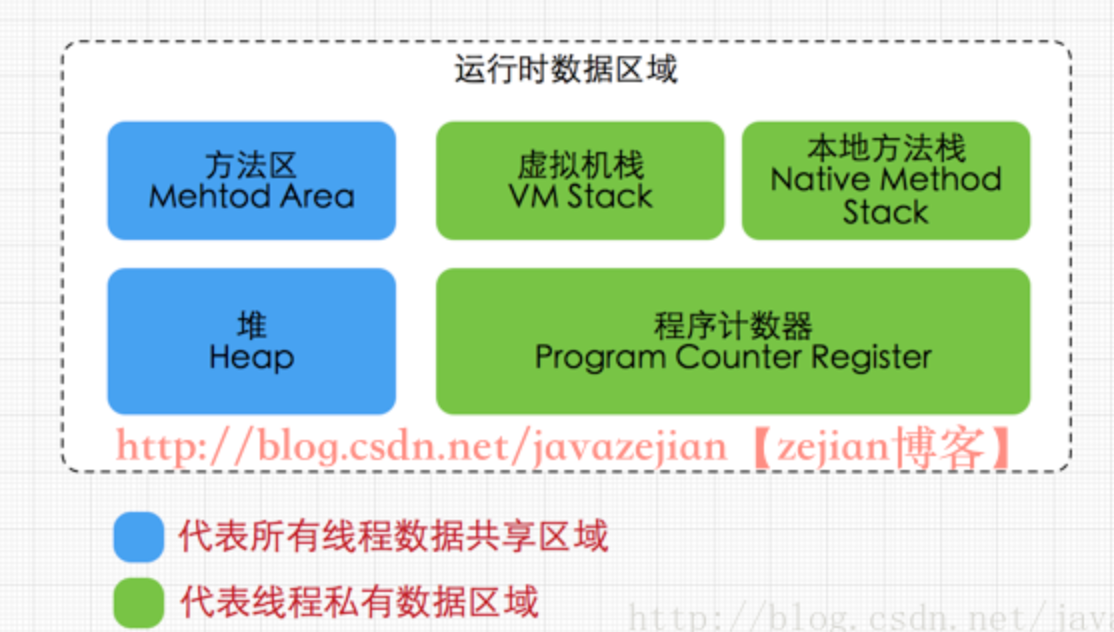 运行时数据区域
方法区
Mehtod Area
虚拟机栈
VM Stack
本地方法栈
Native Method
Stack
堆
Heap
程序计数器
Program Counter Register
http://blog.csdn.net/javazejian【zejian博客】
代表所有线程数据共享区域
代表线程私有数据区域
http://blog.csdn.net/jav